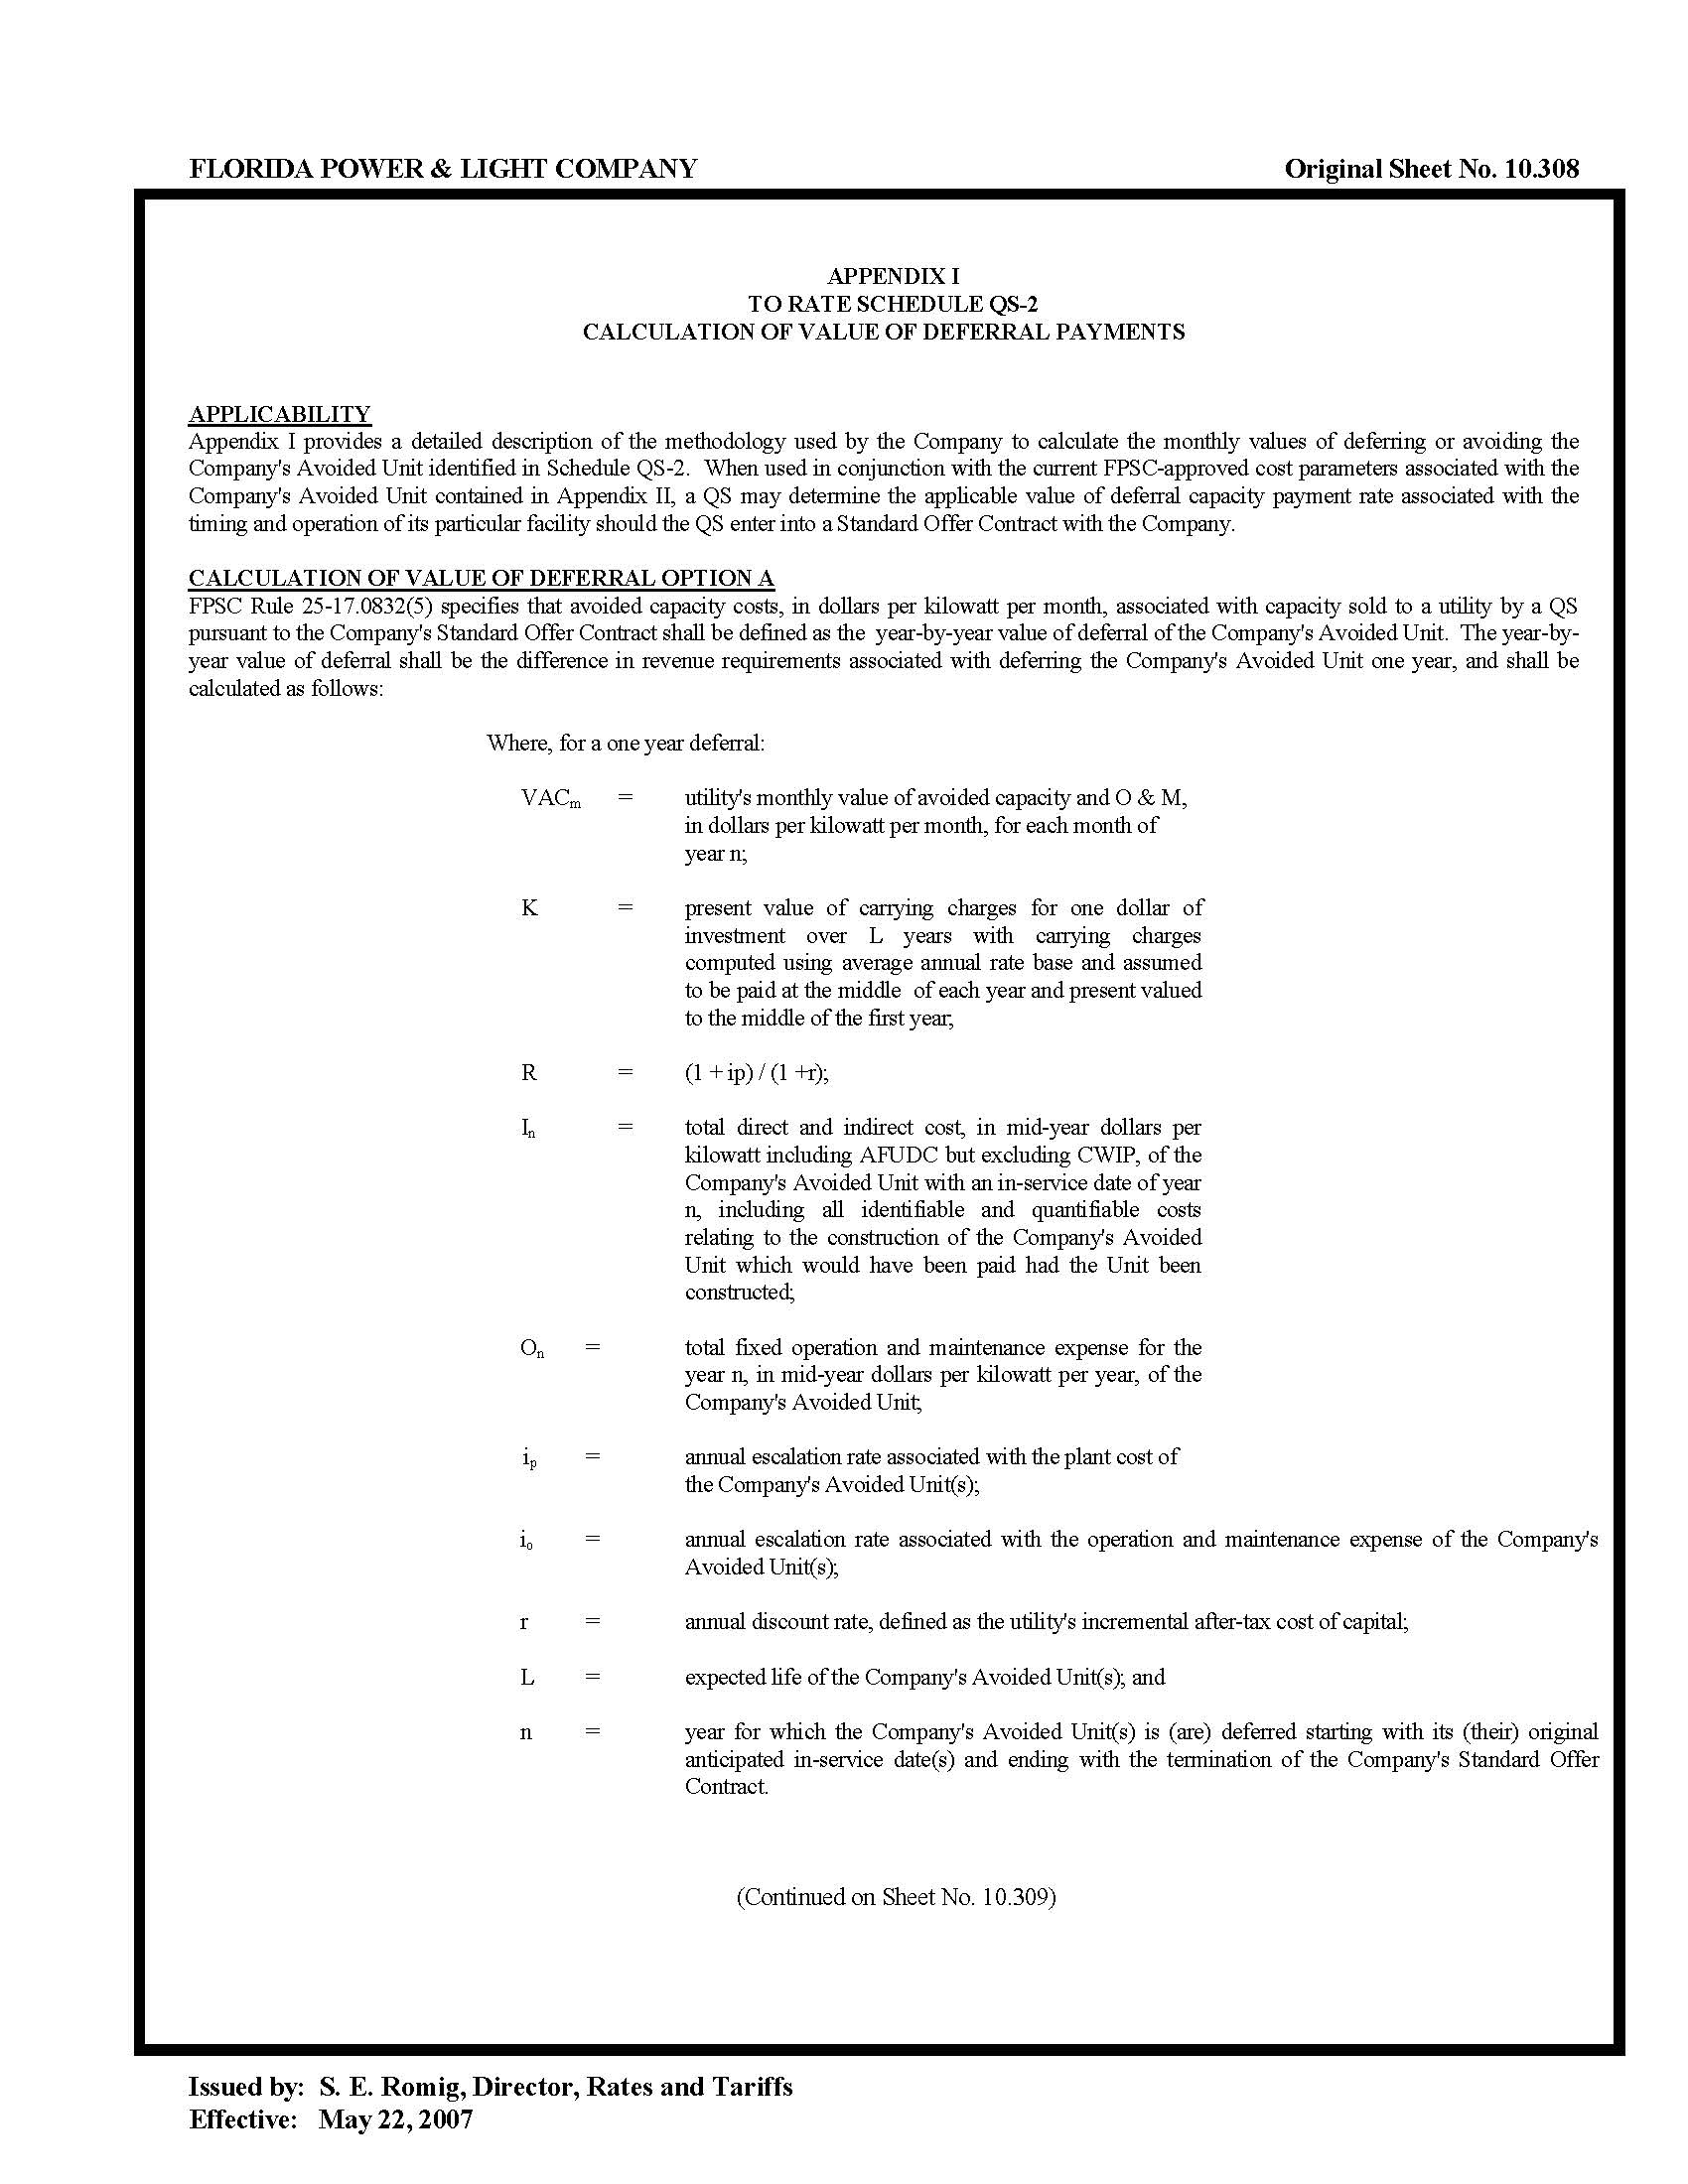 FLORIDA POWER & LIGHT COMPANY Original Sheet No. 10.308
APPENDIX I
TO RATE SCHEDULE QS-2
CALCULATION OF VALUE OF DEFERRAL PAYMENTS
APPLICABILITY
Appendix I provides a detailed description of the methodology used by the Company to calculate the monthly values of deferring or avoiding the
Company's Avoided Unit identified in Schedule QS-2. When used in conjunction with the current FPSC-approved cost parameters associated with the
Company's Avoided Unit contained in Appendix II, a QS may determine the applicable value of deferral capacity payment rate associated with the
timing and operation of its particular facility should the QS enter into a Standard Offer Contract with the Company.
CALCULATION OF VALUE OF DEFERRAL OPTION A
FPSC Rule 25-17.0832(5) specifies that avoided capacity costs, in dollars per kilowatt per month, associated with capacity sold to a utility by a QS
pursuant to the Company's Standard Offer Contract shall be defined as the year-by-year value of deferral of the Company's Avoided Unit. The year-by-
year value of deferral shall be the difference in revenue requirements associated with deferring the Company's Avoided Unit one year, and shall be
calculated as follows:
Where, for a one year deferral:
VACm = utility's monthly value of avoided capacity and O & M,
in dollars per kilowatt per month, for each month of
year n;
K = present value of carrying charges for one dollar of
investment over L years with carrying charges
computed using average annual rate base and assumed
to be paid at the middle of each year and present valued
to the middle of the first year;
R = (1 + ip) / (1 +r);
In = total direct and indirect cost, in mid-year dollars per
kilowatt including AFUDC but excluding CWIP, of the
Company's Avoided Unit with an in-service date of year
n, including all identifiable and quantifiable costs
relating to the construction of the Company's Avoided
Unit which would have been paid had the Unit been
constructed;
On = total fixed operation and maintenance expense for the
year n, in mid-year dollars per kilowatt per year, of the
Company's Avoided Unit;
ip = annual escalation rate associated with the plant cost of
the Company's Avoided Unit(s);
io = annual escalation rate associated with the operation and maintenance expense of the Company's
Avoided Unit(s);
r = annual discount rate, defined as the utility's incremental after-tax cost of capital;
L = expected life of the Company's Avoided Unit(s); and
n = year for which the Company's Avoided Unit(s) is (are) deferred starting with its (their) original
anticipated in-service date(s) and ending with the termination of the Company's Standard Offer
Contract.
(Continued on Sheet No. 10.309)
Issued by: S. E. Romig, Director, Rates and Tariffs
Effective: May 22, 2007